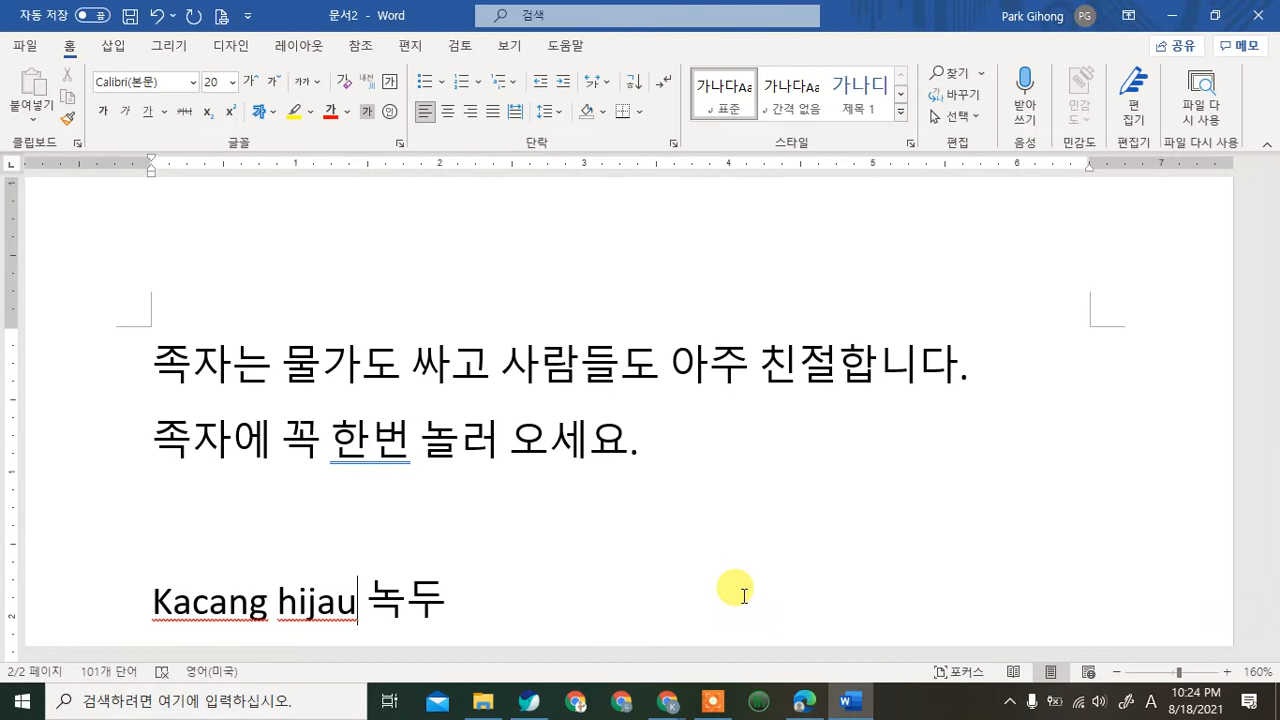 자동 저장 끔 문서2 - Word 검색 Park Gihong PG
파일 홈 삽입 그리기 디자인 레이아웃 참조 편지 검토 보기 도움말 공유 메모
붙여넣기 Calibri(본문) 20 가나다 가나다 가나디 찾기 받아 민감 편 파일 다
표준 간격 없음 제목 1 바꾸기 쓰기 도 집기 시 사용
선택
클립보드 글꼴 단락 스타일 편집 음성 민감도 편집기 파일 다시 사용
1 2 3 4 5 6 7
족자는 물가도 싸고 사람들도 아주 친절합니다.
족자에 꼭 한번 놀러 오세요.
Kacang hijau 녹두
2/2 페이지 101개 단어 영어(미국) 포커스 160%
검색하려면 여기에 입력하십시오. A 10:24 PM
8/18/2021